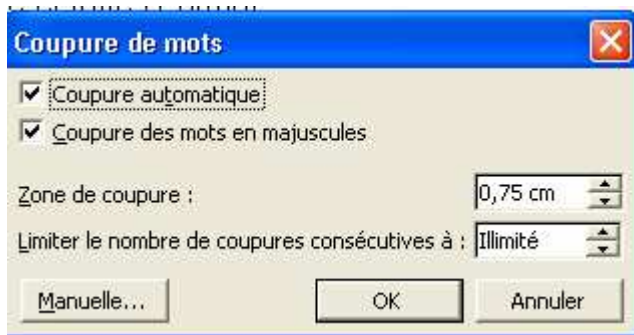 Coupure de mots
Coupure automatique
Coupure des mots en majuscules
Zone de coupure : 0,75 cm
Limiter le nombre de coupures consécutives à : Illimité
Manuelle... OK Annuler